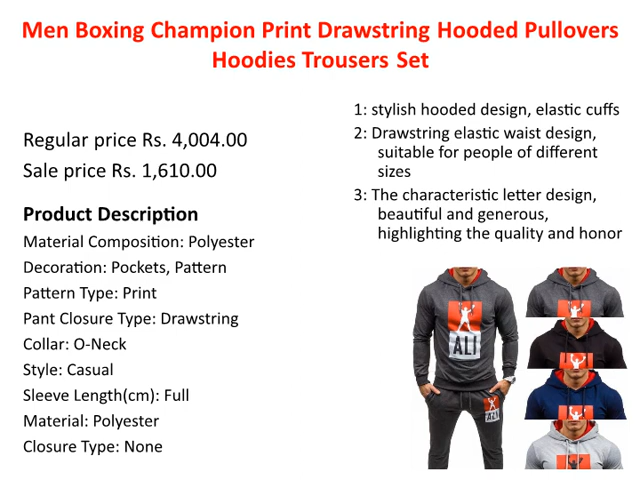 Men Boxing Champion Print Drawstring Hooded Pullovers
Hoodies Trousers Set
Regular price Rs. 4,004.00
Sale price Rs. 1,610.00
Product Description
Material Composition: Polyester
Decoration: Pockets, Pattern
Pattern Type: Print
Pant Closure Type: Drawstring
Collar: O-Neck
Style: Casual
Sleeve Length(cm): Full
Material: Polyester
Closure Type: None
1: stylish hooded design, elastic cuffs
2: Drawstring elastic waist design,
suitable for people of different
sizes
3: The characteristic letter design,
beautiful and generous,
highlighting the quality and honor
ALI
ALI